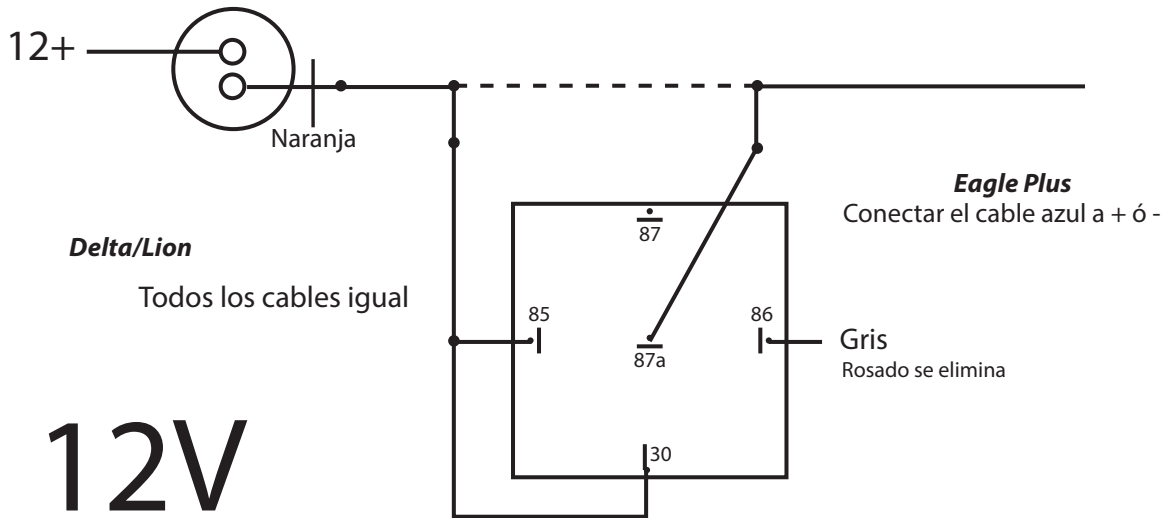 12+
Naranja
Eagle Plus
Conectar el cable azul a + ó -
Delta/Lion
Todos los cables igual
87
85
86
87a
Gris
Rosado se elimina
30
12V